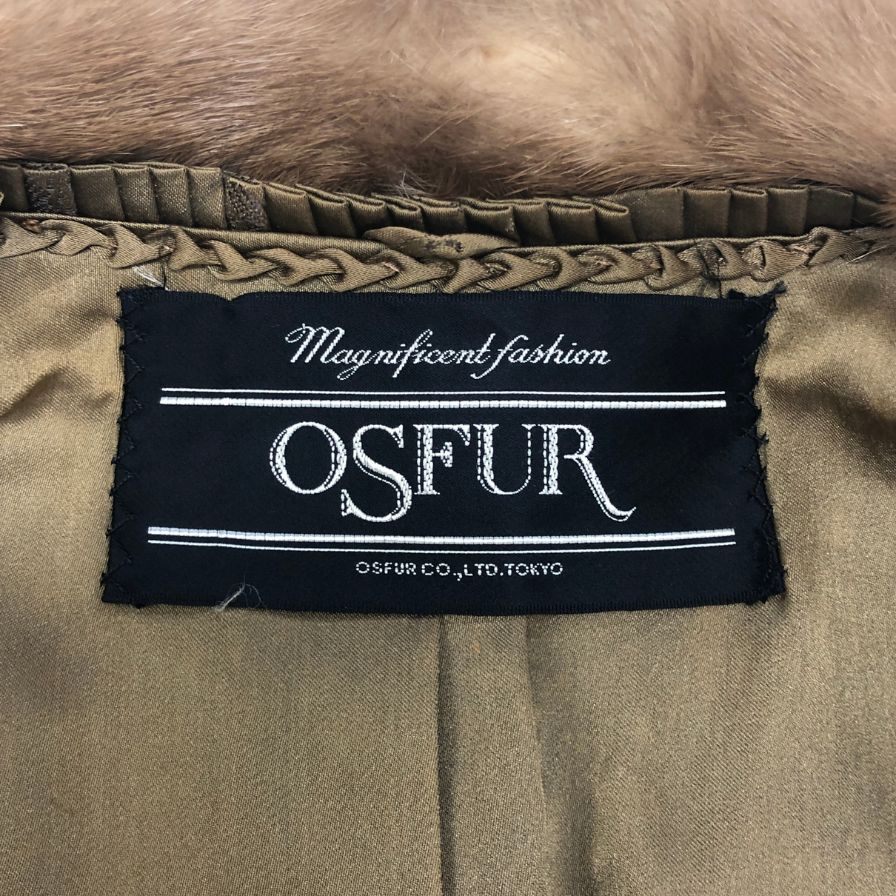 Magnificent fashion
OSFUR
OSFUR CO.,LTD.TOKYO